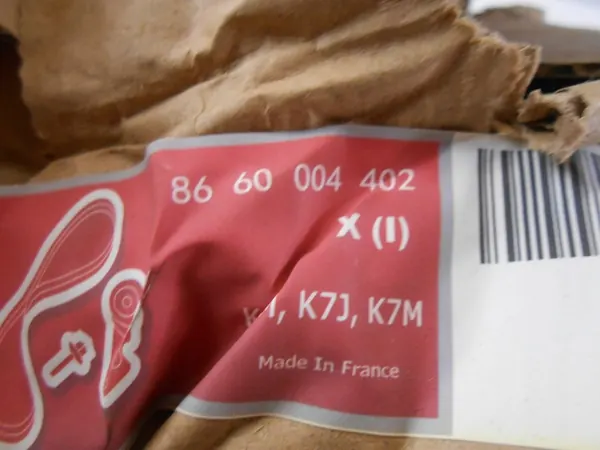 86 60 004 402
X (I)
K7J, K7M
Made In France